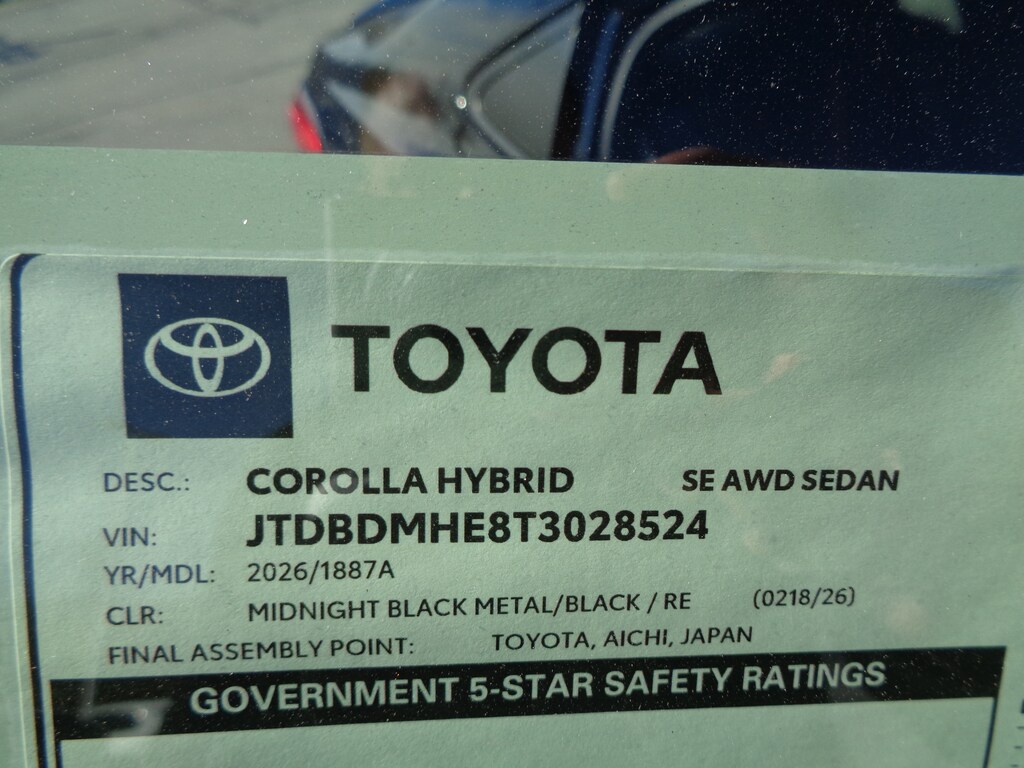 TOYOTA
DESC.: COROLLA HYBRID SE AWD SEDAN
VIN: JTDBDMHE8T3028524
YR/MDL: 2026/1887A
CLR: MIDNIGHT BLACK METAL/BLACK / RE (0218/26)
FINAL ASSEMBLY POINT: TOYOTA, AICHI, JAPAN
GOVERNMENT 5-STAR SAFETY RATINGS